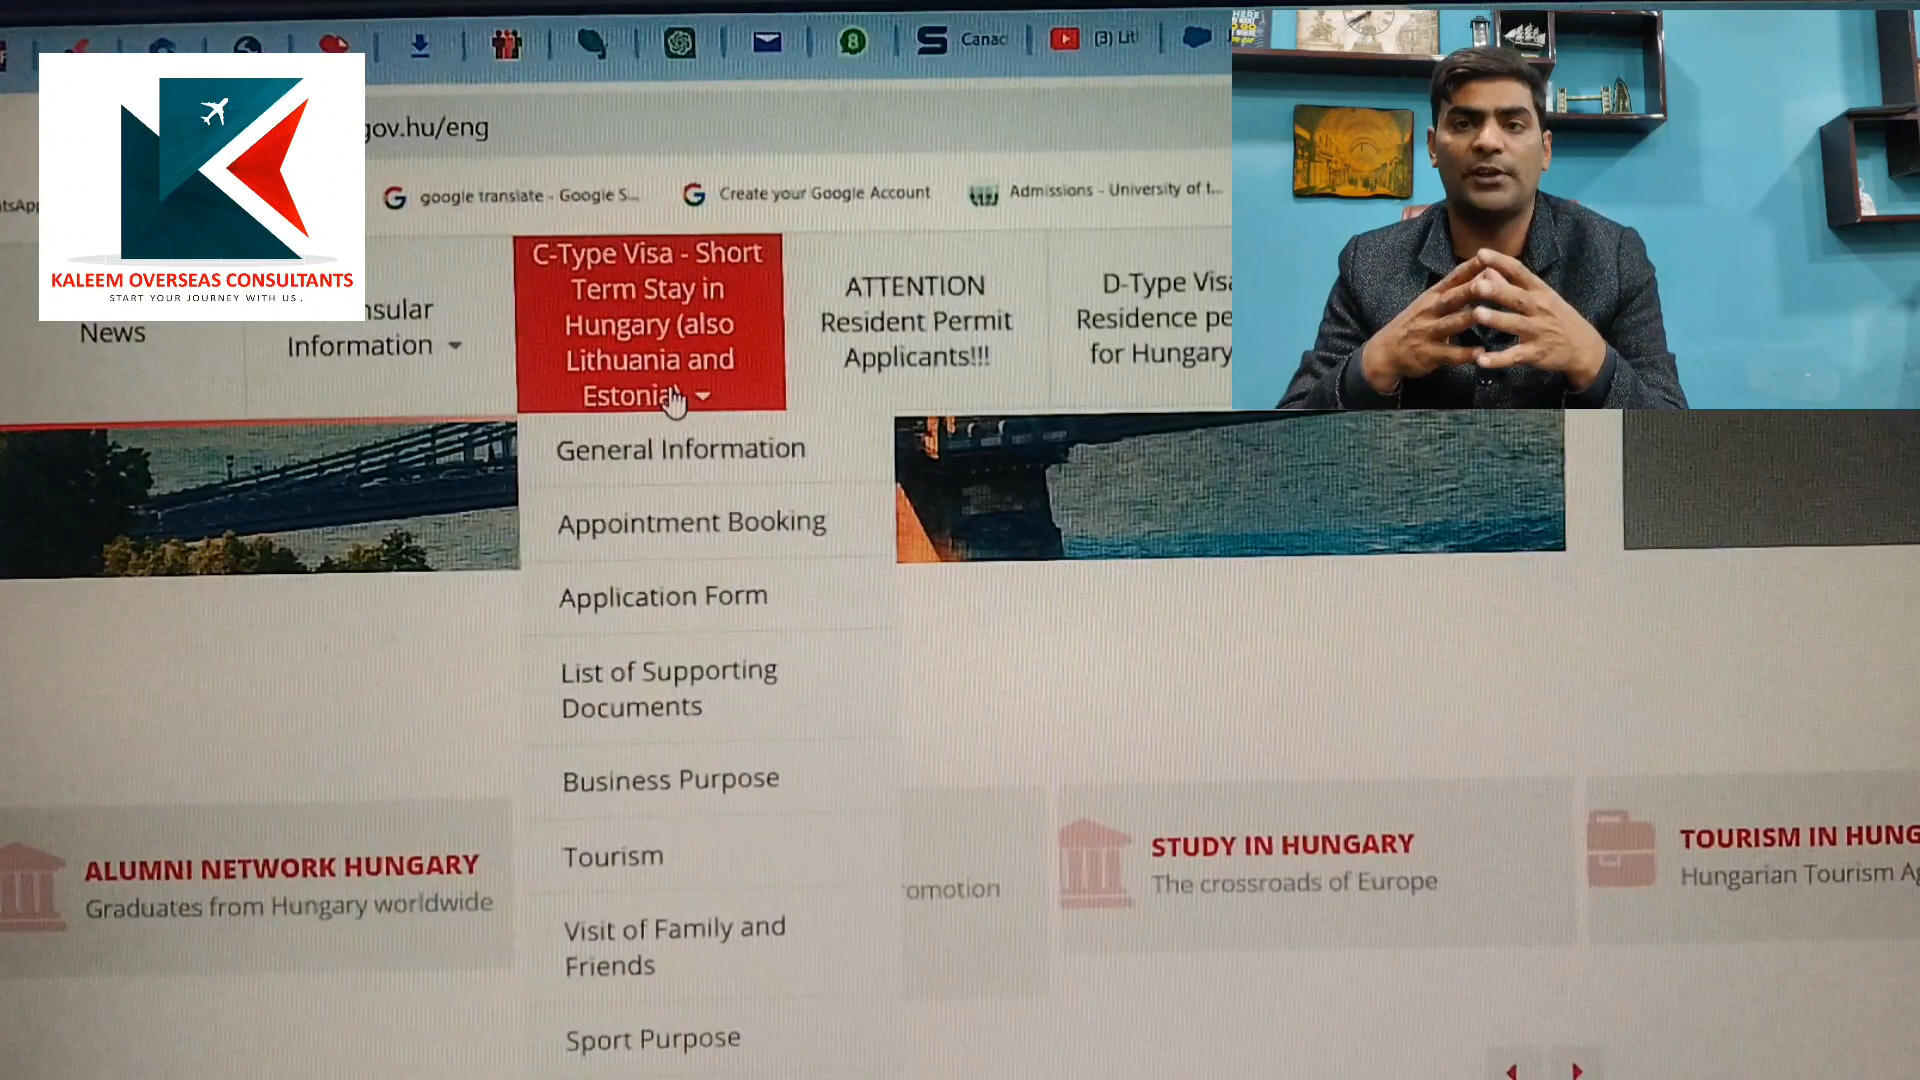 Canac
(3) Lit
gov.hu/eng
google translate - Google S...
Create your Google Account
Admissions - University of t...
KALEEM OVERSEAS CONSULTANTS
START YOUR JOURNEY WITH US.
News
Information
C-Type Visa - Short
Term Stay in
Hungary (also
Lithuania and
Estonia)
ATTENTION
Resident Permit
Applicants!!!
D-Type Visa
Residence pe
for Hungary
General Information
Appointment Booking
Application Form
List of Supporting
Documents
Business Purpose
Tourism
Visit of Family and
Friends
Sport Purpose
ALUMNI NETWORK HUNGARY
Graduates from Hungary worldwide
omotion
STUDY IN HUNGARY
The crossroads of Europe
TOURISM IN HUNG
Hungarian Tourism Ag